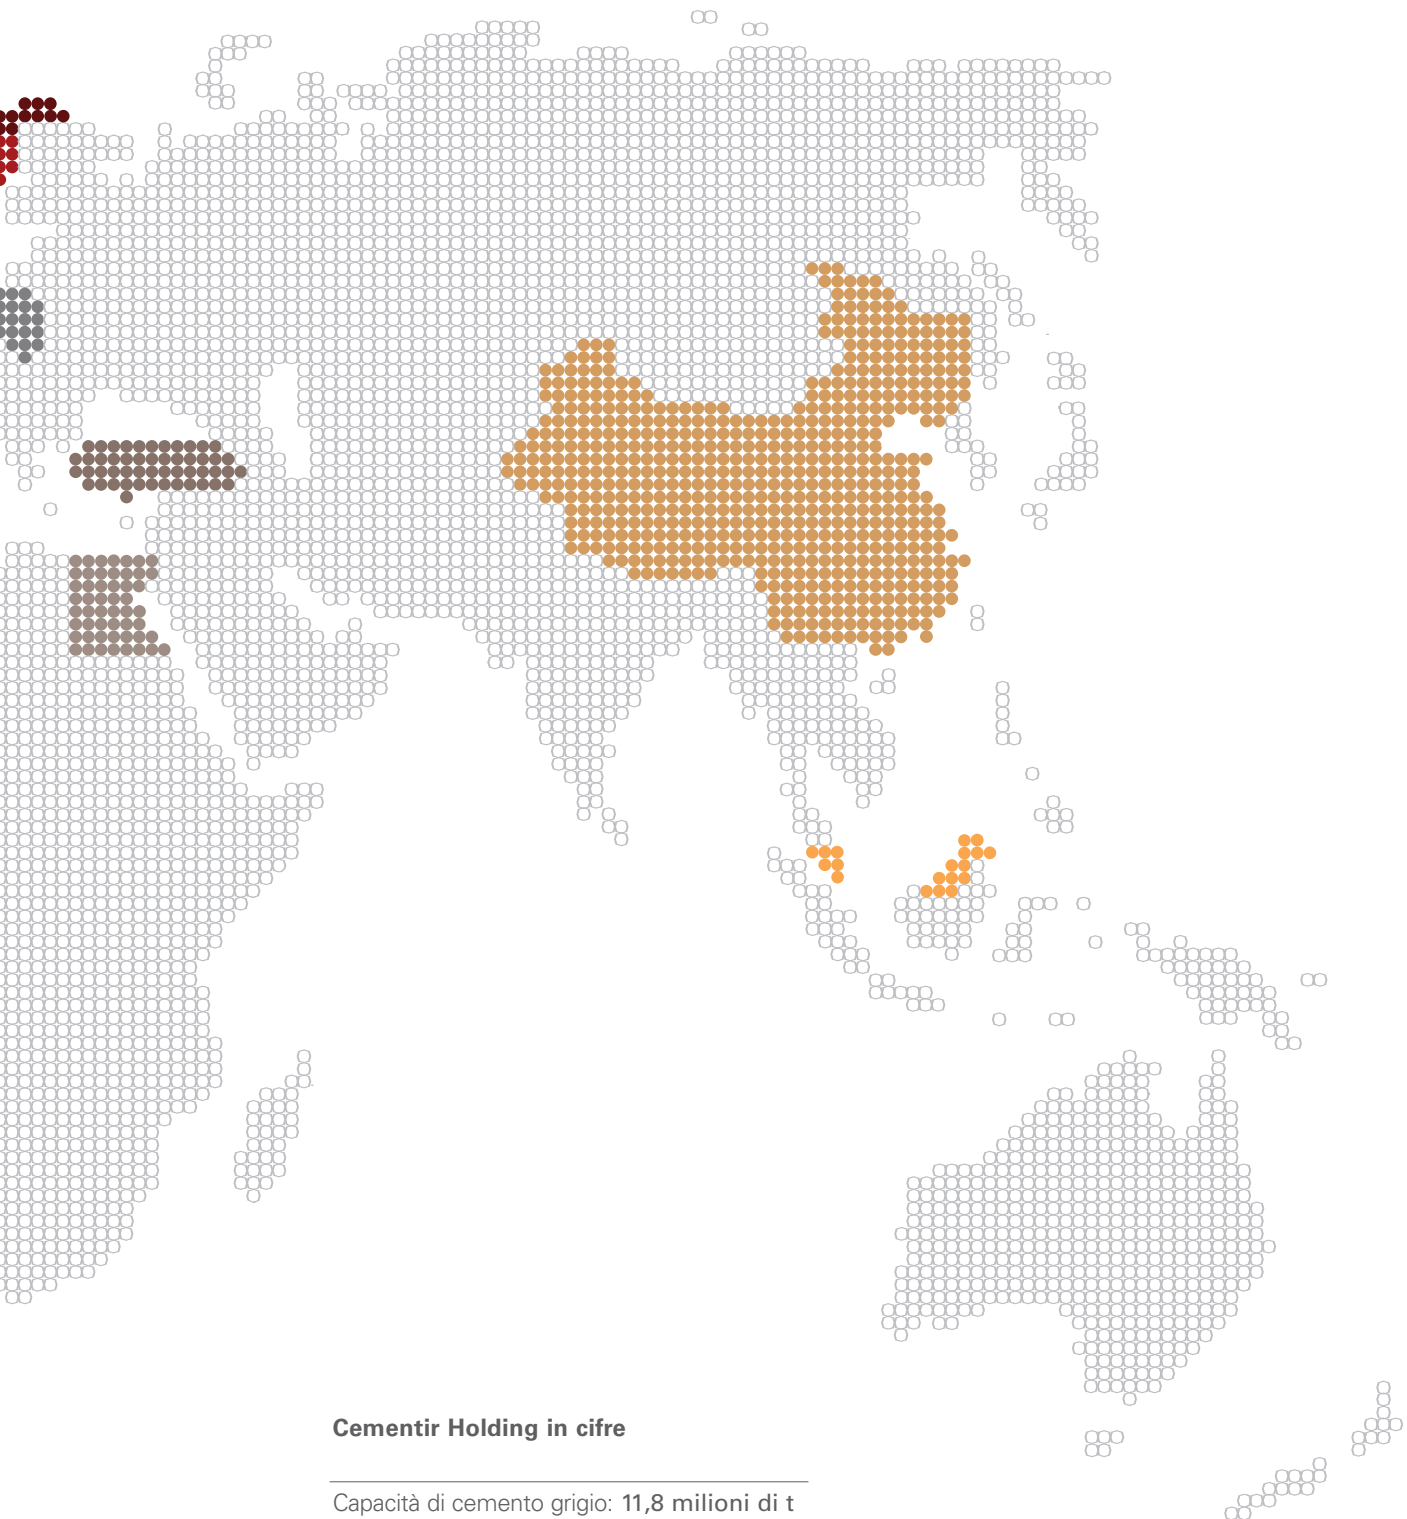 Cementir Holding in cifre
Capacità di cemento grigio: 11,8 milioni di t